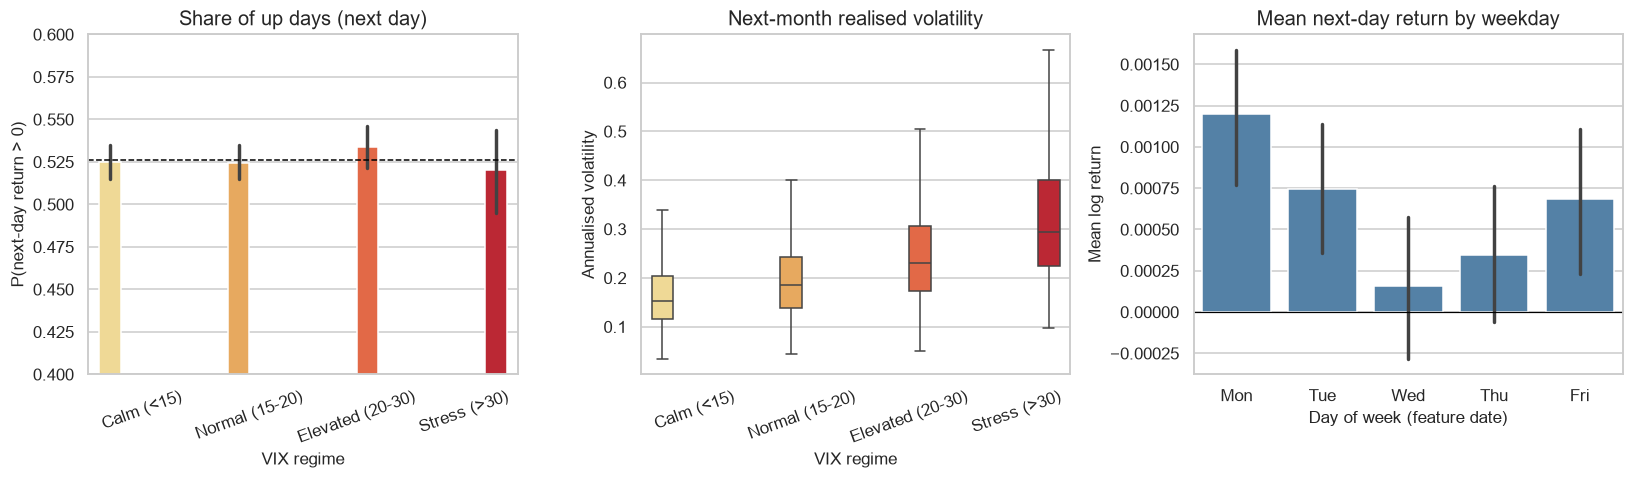 Share of up days (next day)
P(next-day return > 0)
0.600
0.575
0.550
0.525
0.500
0.475
0.450
0.425
0.400
Calm (<15)
Normal (15-20)
Elevated (20-30)
Stress (>30)
VIX regime
Next-month realised volatility
Annualised volatility
0.6
0.5
0.4
0.3
0.2
0.1
Calm (<15)
Normal (15-20)
Elevated (20-30)
Stress (>30)
VIX regime
Mean next-day return by weekday
Mean log return
0.00150
0.00125
0.00100
0.00075
0.00050
0.00025
0.00000
−0.00025
Mon
Tue
Wed
Thu
Fri
Day of week (feature date)